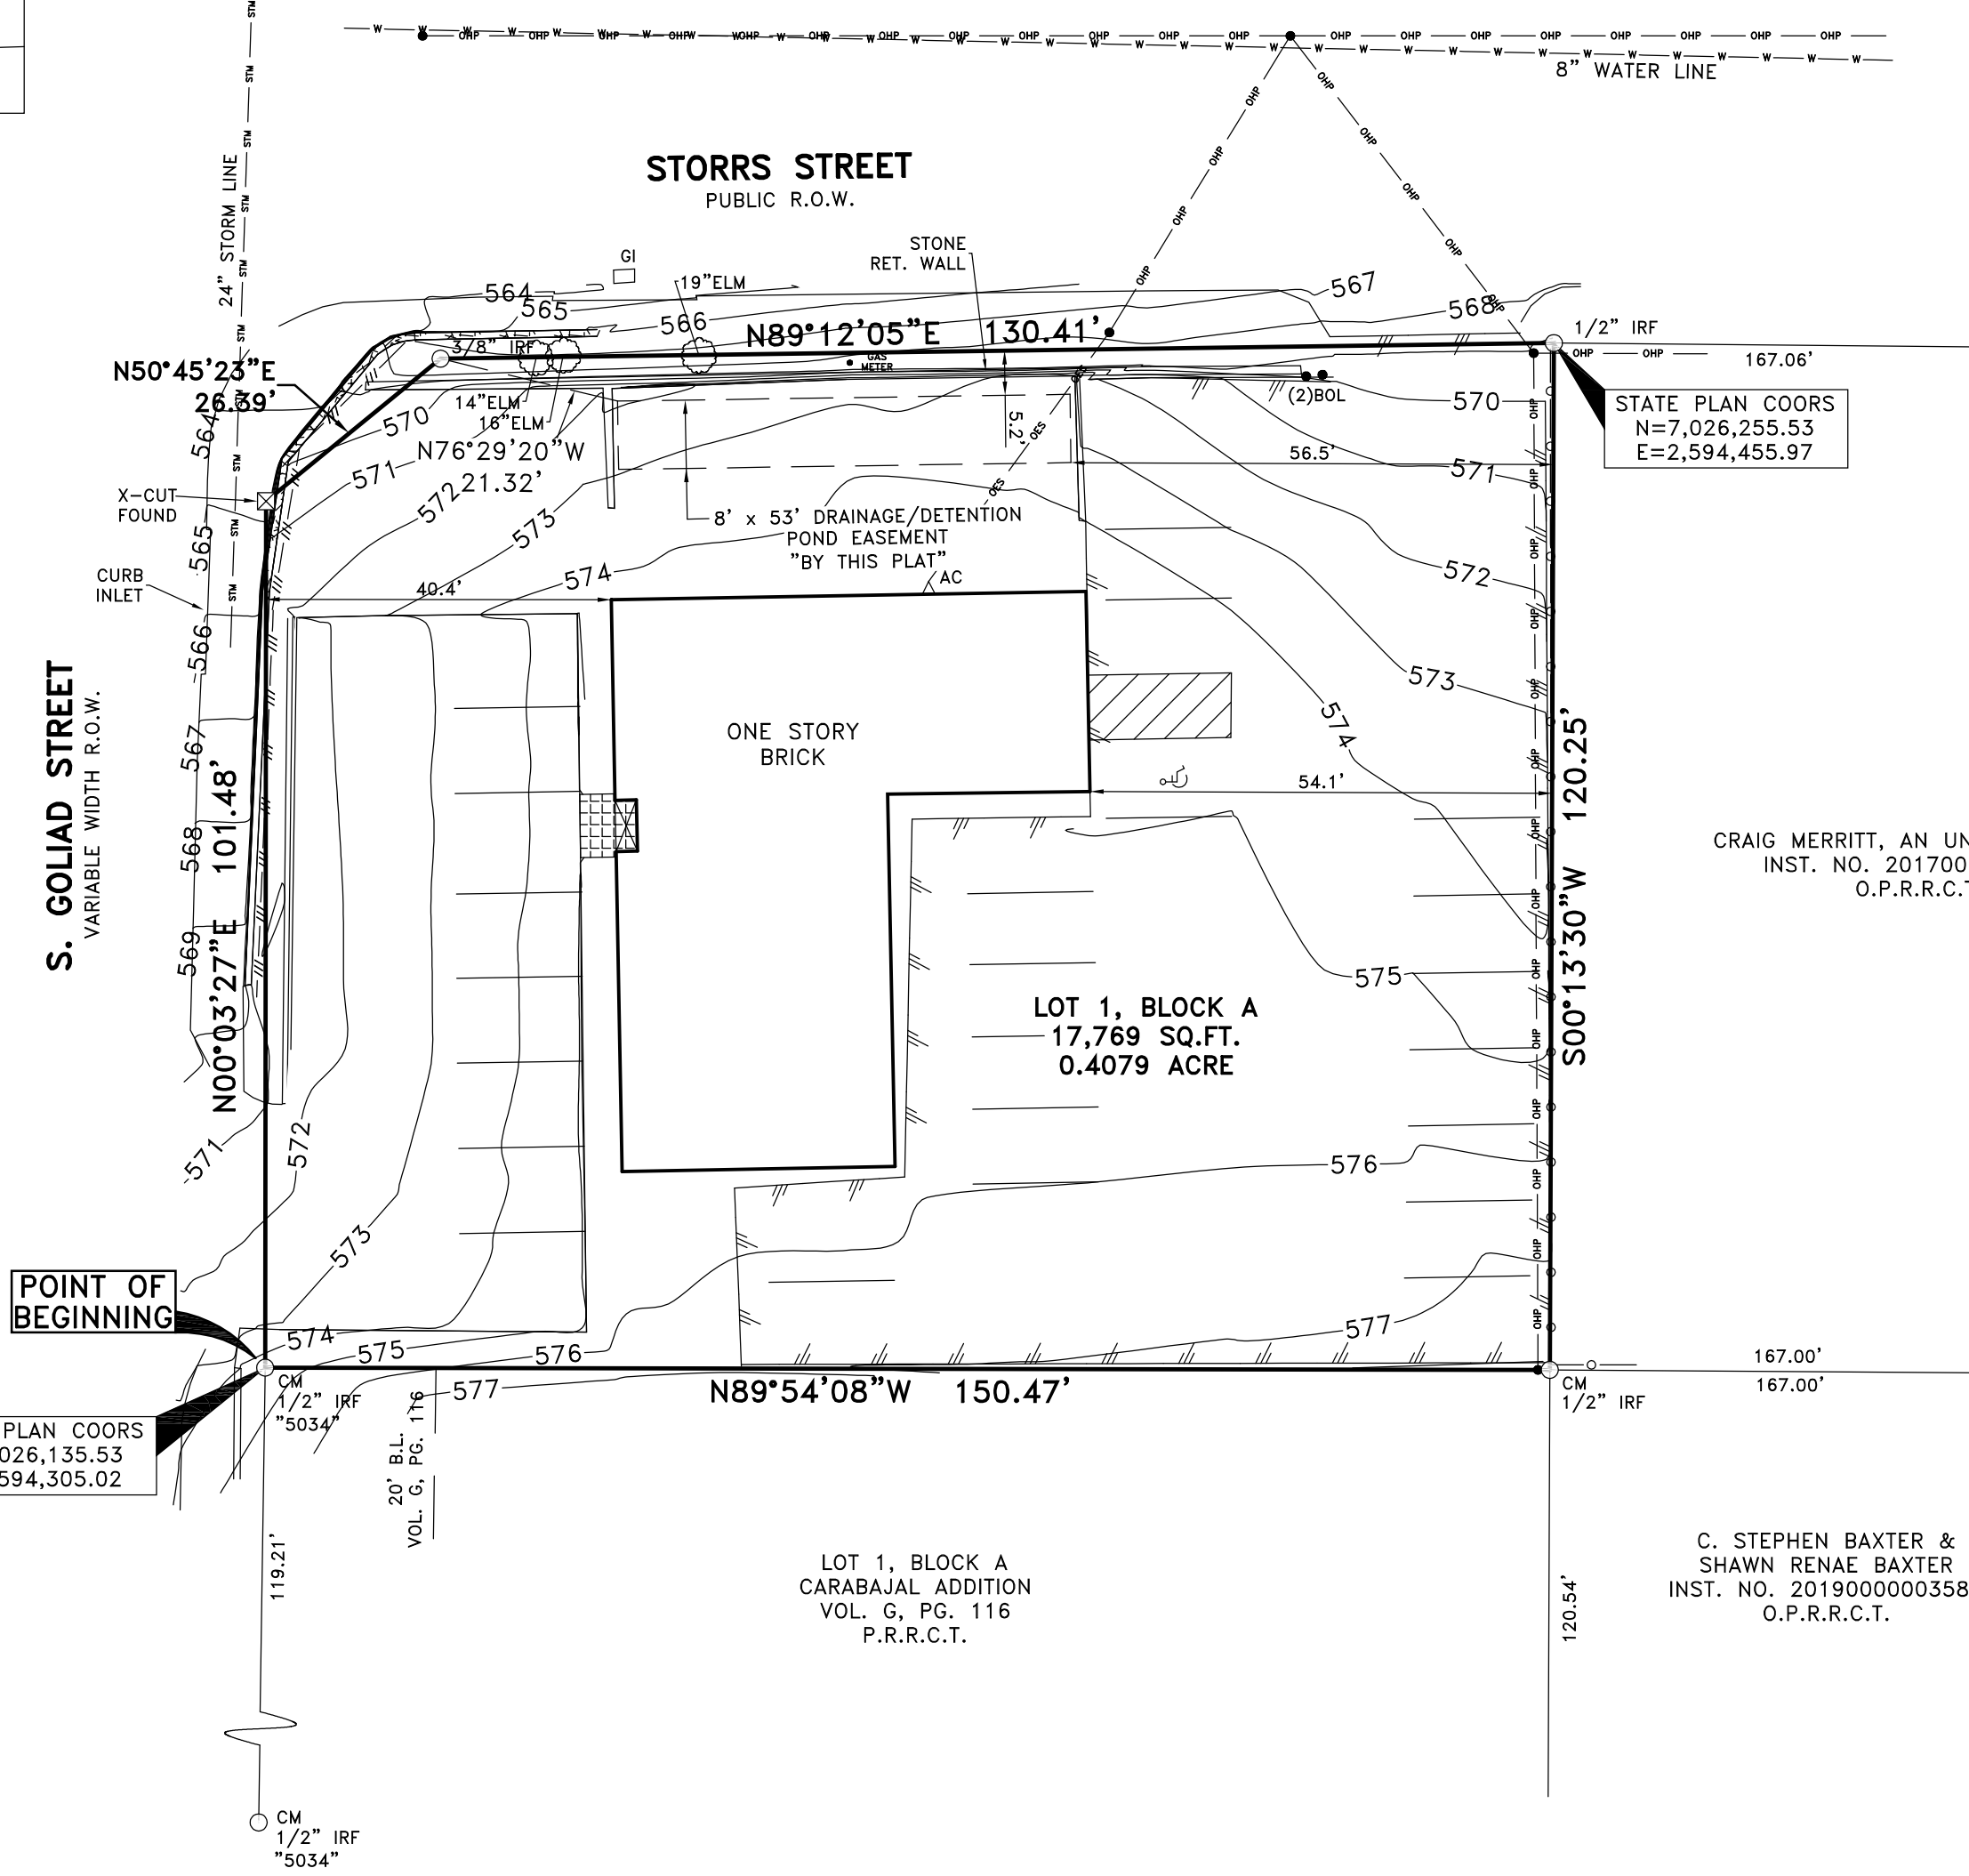 8" WATER LINE
STORRS STREET
PUBLIC R.O.W.
24" STORM LINE
GI
19"ELM
STONE
RET. WALL
564
565
566
567
568
N89°12'05"E 130.41'
3/8" IRF
GAS
METER
1/2" IRF
OHP OHP
167.06'
STATE PLAN COORS
N=7,026,255.53
E=2,594,455.97
N50°45'23"E
26.39'
14"ELM
16"ELM
(2)BOL
570
570
571
571
5.2'
OES
OES
56.5'
N76°29'20"W
21.32'
572
573
X-CUT
FOUND
8' x 53' DRAINAGE/DETENTION
POND EASEMENT
"BY THIS PLAT"
AC
574
572
CURB
INLET
40.4'
564
565
566
567
568
569
571
S. GOLIAD STREET
VARIABLE WIDTH R.O.W.
N00°03'27"E 101.48'
ONE STORY
BRICK
573
574
54.1'
S00°13'30"W 120.25'
CRAIG MERRITT, AN UN
INST. NO. 201700
O.P.R.R.C.T
575
LOT 1, BLOCK A
17,769 SQ.FT.
0.4079 ACRE
572
573
576
POINT OF
BEGINNING
574
575
576
577
577
N89°54'08"W 150.47'
167.00'
167.00'
CM
1/2" IRF
"5034"
CM
1/2" IRF
PLAN COORS
026,135.53
594,305.02
20' B.L.
VOL. G, PG. 116
119.21'
120.54'
LOT 1, BLOCK A
CARABAJAL ADDITION
VOL. G, PG. 116
P.R.R.C.T.
C. STEPHEN BAXTER &
SHAWN RENAE BAXTER
INST. NO. 2019000000358
O.P.R.R.C.T.
CM
1/2" IRF
"5034"